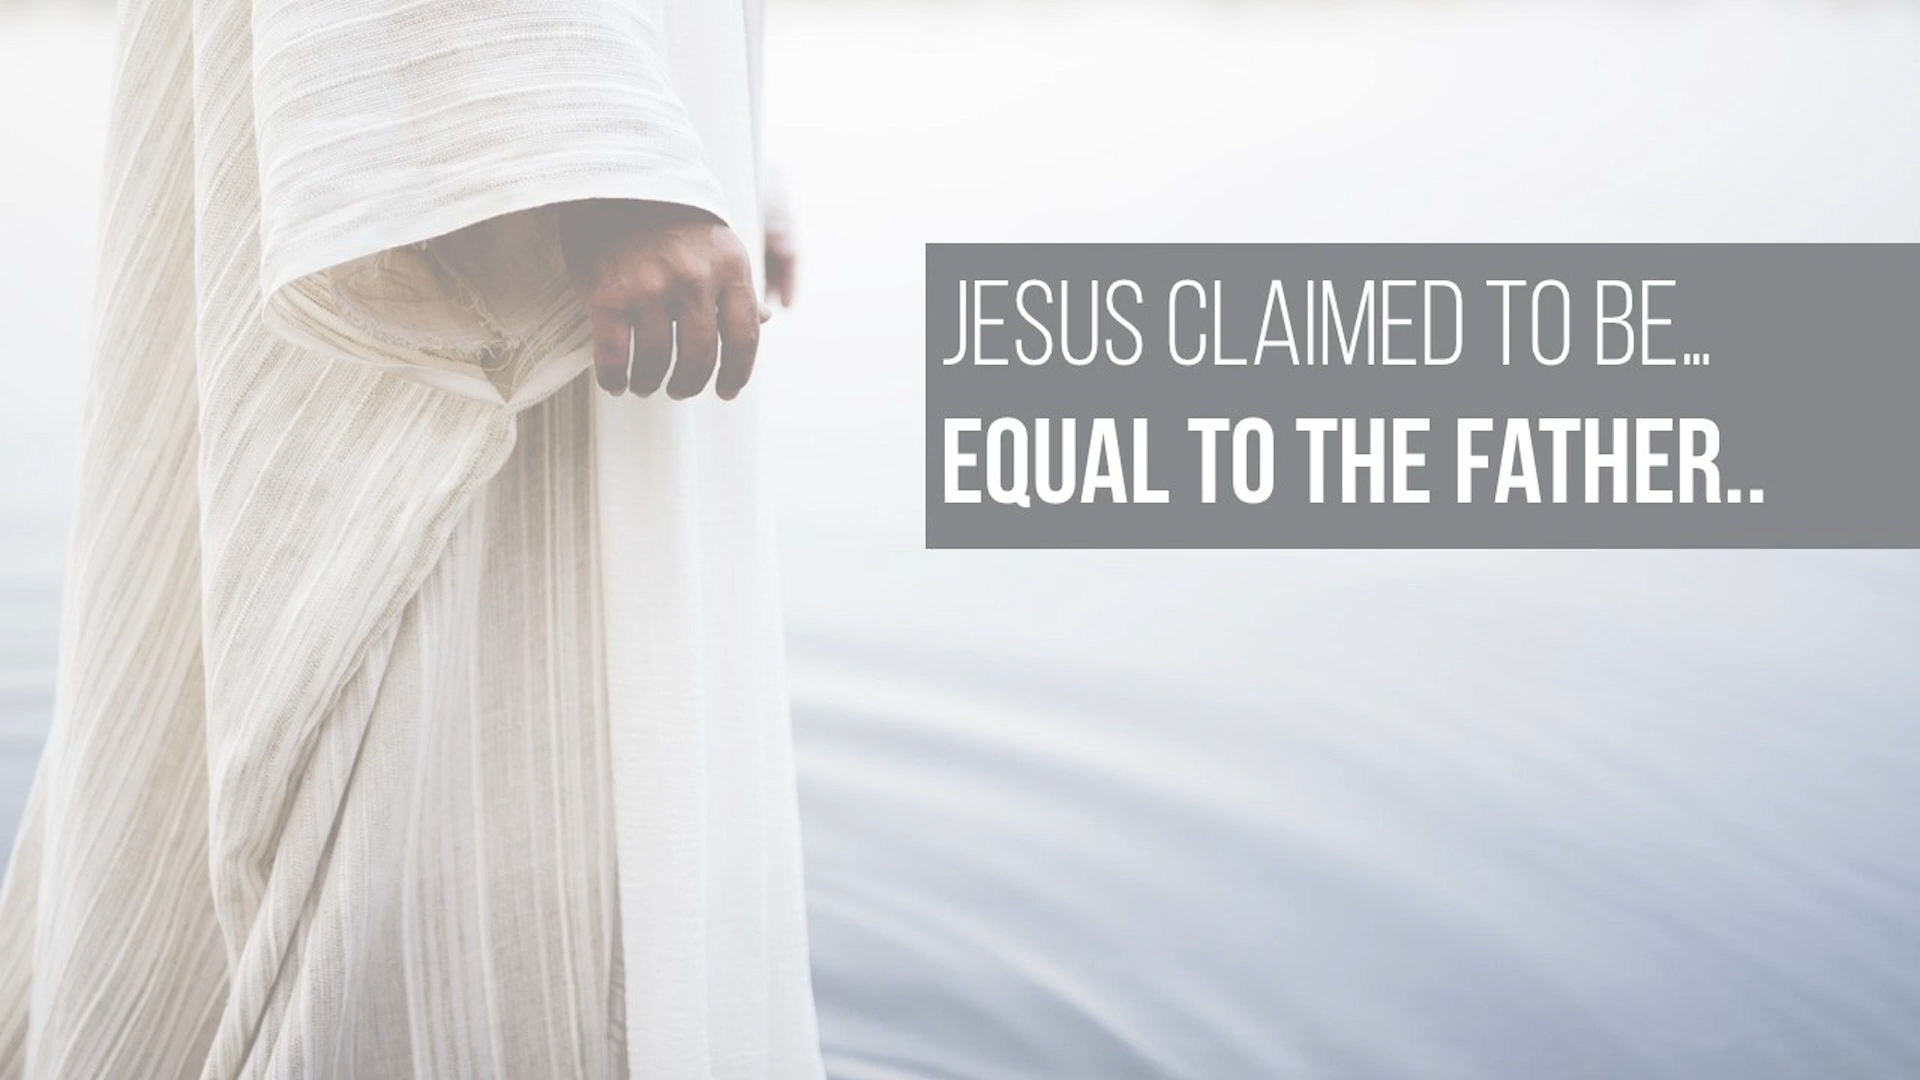 JESUS CLAIMED TO BE...
EQUAL TO THE FATHER..